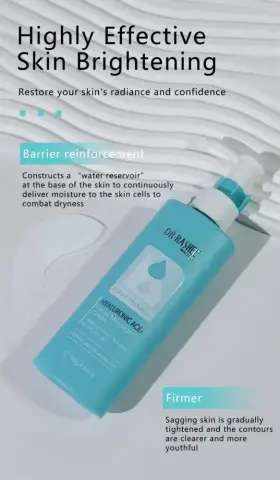 Highly Effective
Skin Brightening
Restore your skin's radiance and confidence
Barrier reinforcement
Constructs a “water reservoir”
at the base of the skin to continuously
deliver moisture to the skin cells to
combat dryness
DR.RASHEL
HYALURONIC ACID
Firmer
Sagging skin is gradually
tightened and the contours
are clearer and more
youthful